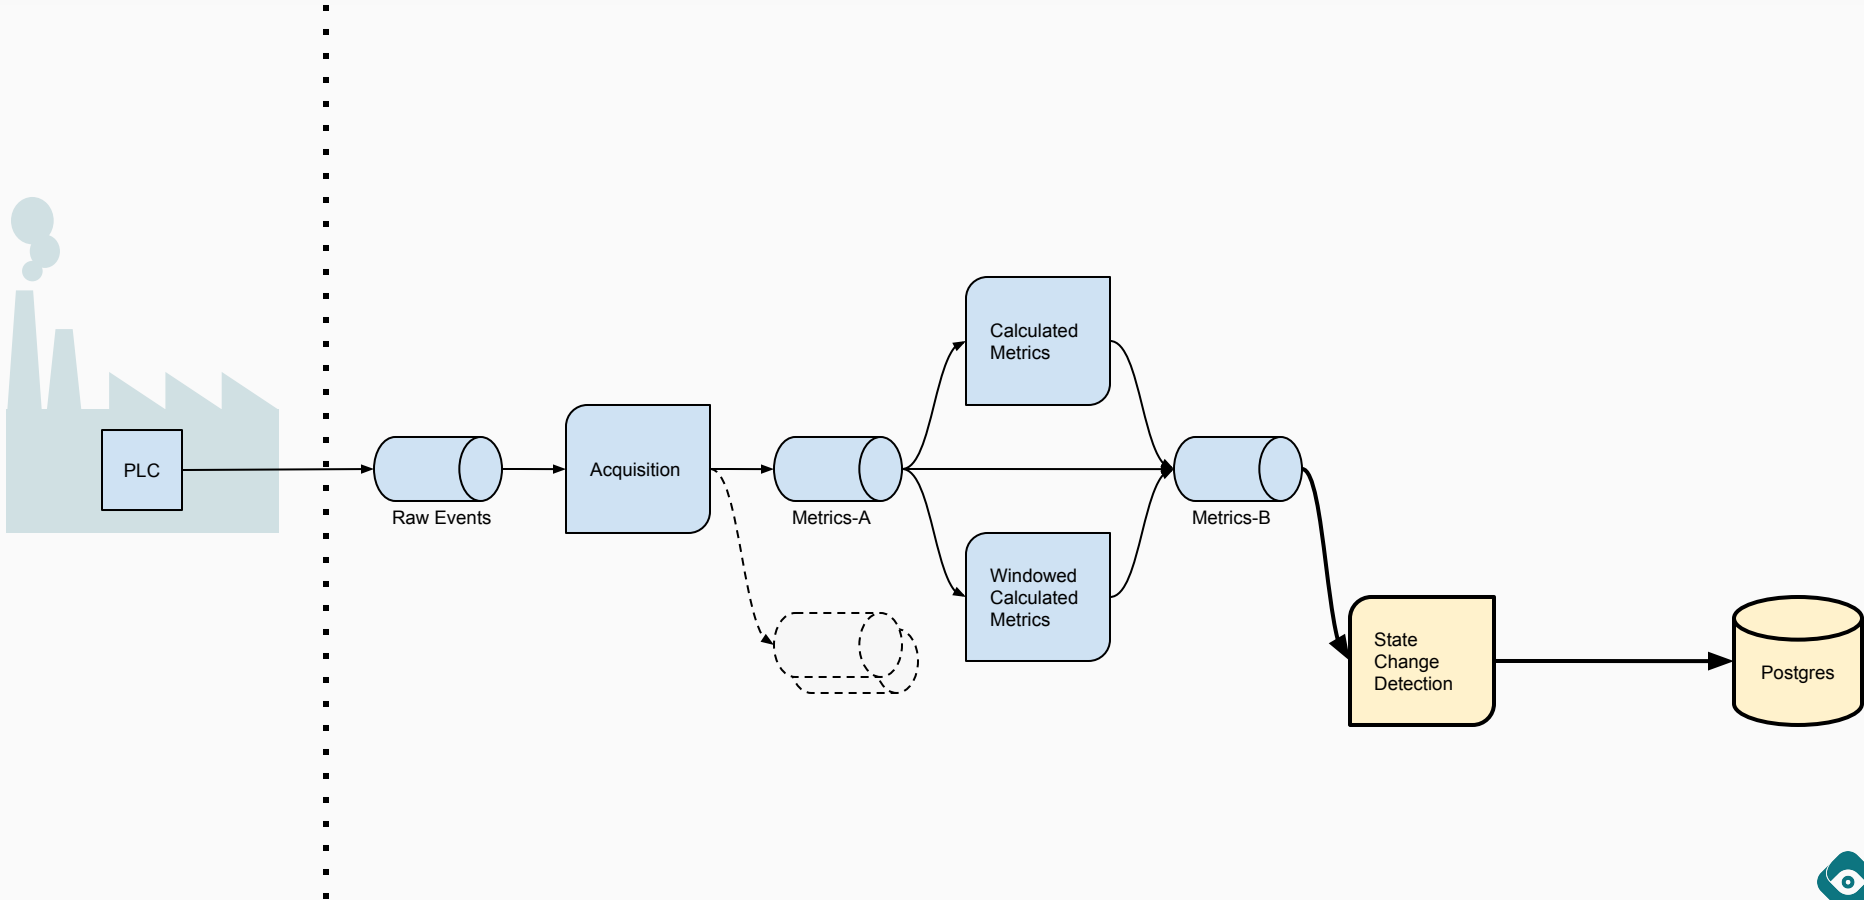 PLC
Raw Events
Acquisition
Metrics-A
Calculated
Metrics
Windowed
Calculated
Metrics
Metrics-B
State
Change
Detection
Postgres